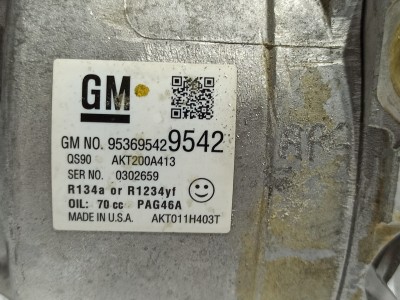 GM
GM NO. 95369542 9542
QS90 AKT200A413
SER NO. 0302659
R134a or R1234yf
OIL: 70 cc PAG46A
MADE IN U.S.A. AKT011H403T